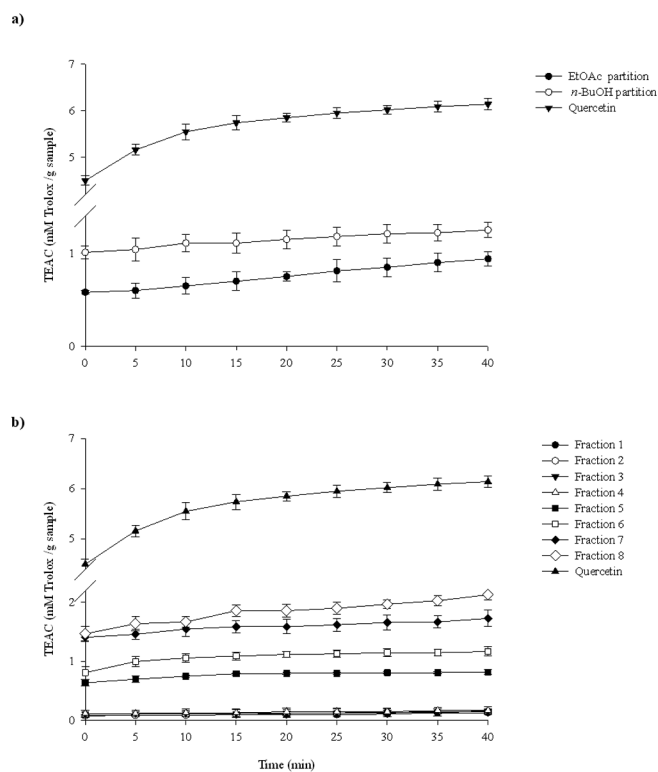 a)
TEAC (mM Trolox /g sample)
7
6
5
1
0
0 5 10 15 20 25 30 35 40
EtOAc partition
n-BuOH partition
Quercetin
b)
TEAC (mM Trolox /g sample)
7
6
5
2
1
0
0 5 10 15 20 25 30 35 40
Time (min)
Fraction 1
Fraction 2
Fraction 3
Fraction 4
Fraction 5
Fraction 6
Fraction 7
Fraction 8
Quercetin